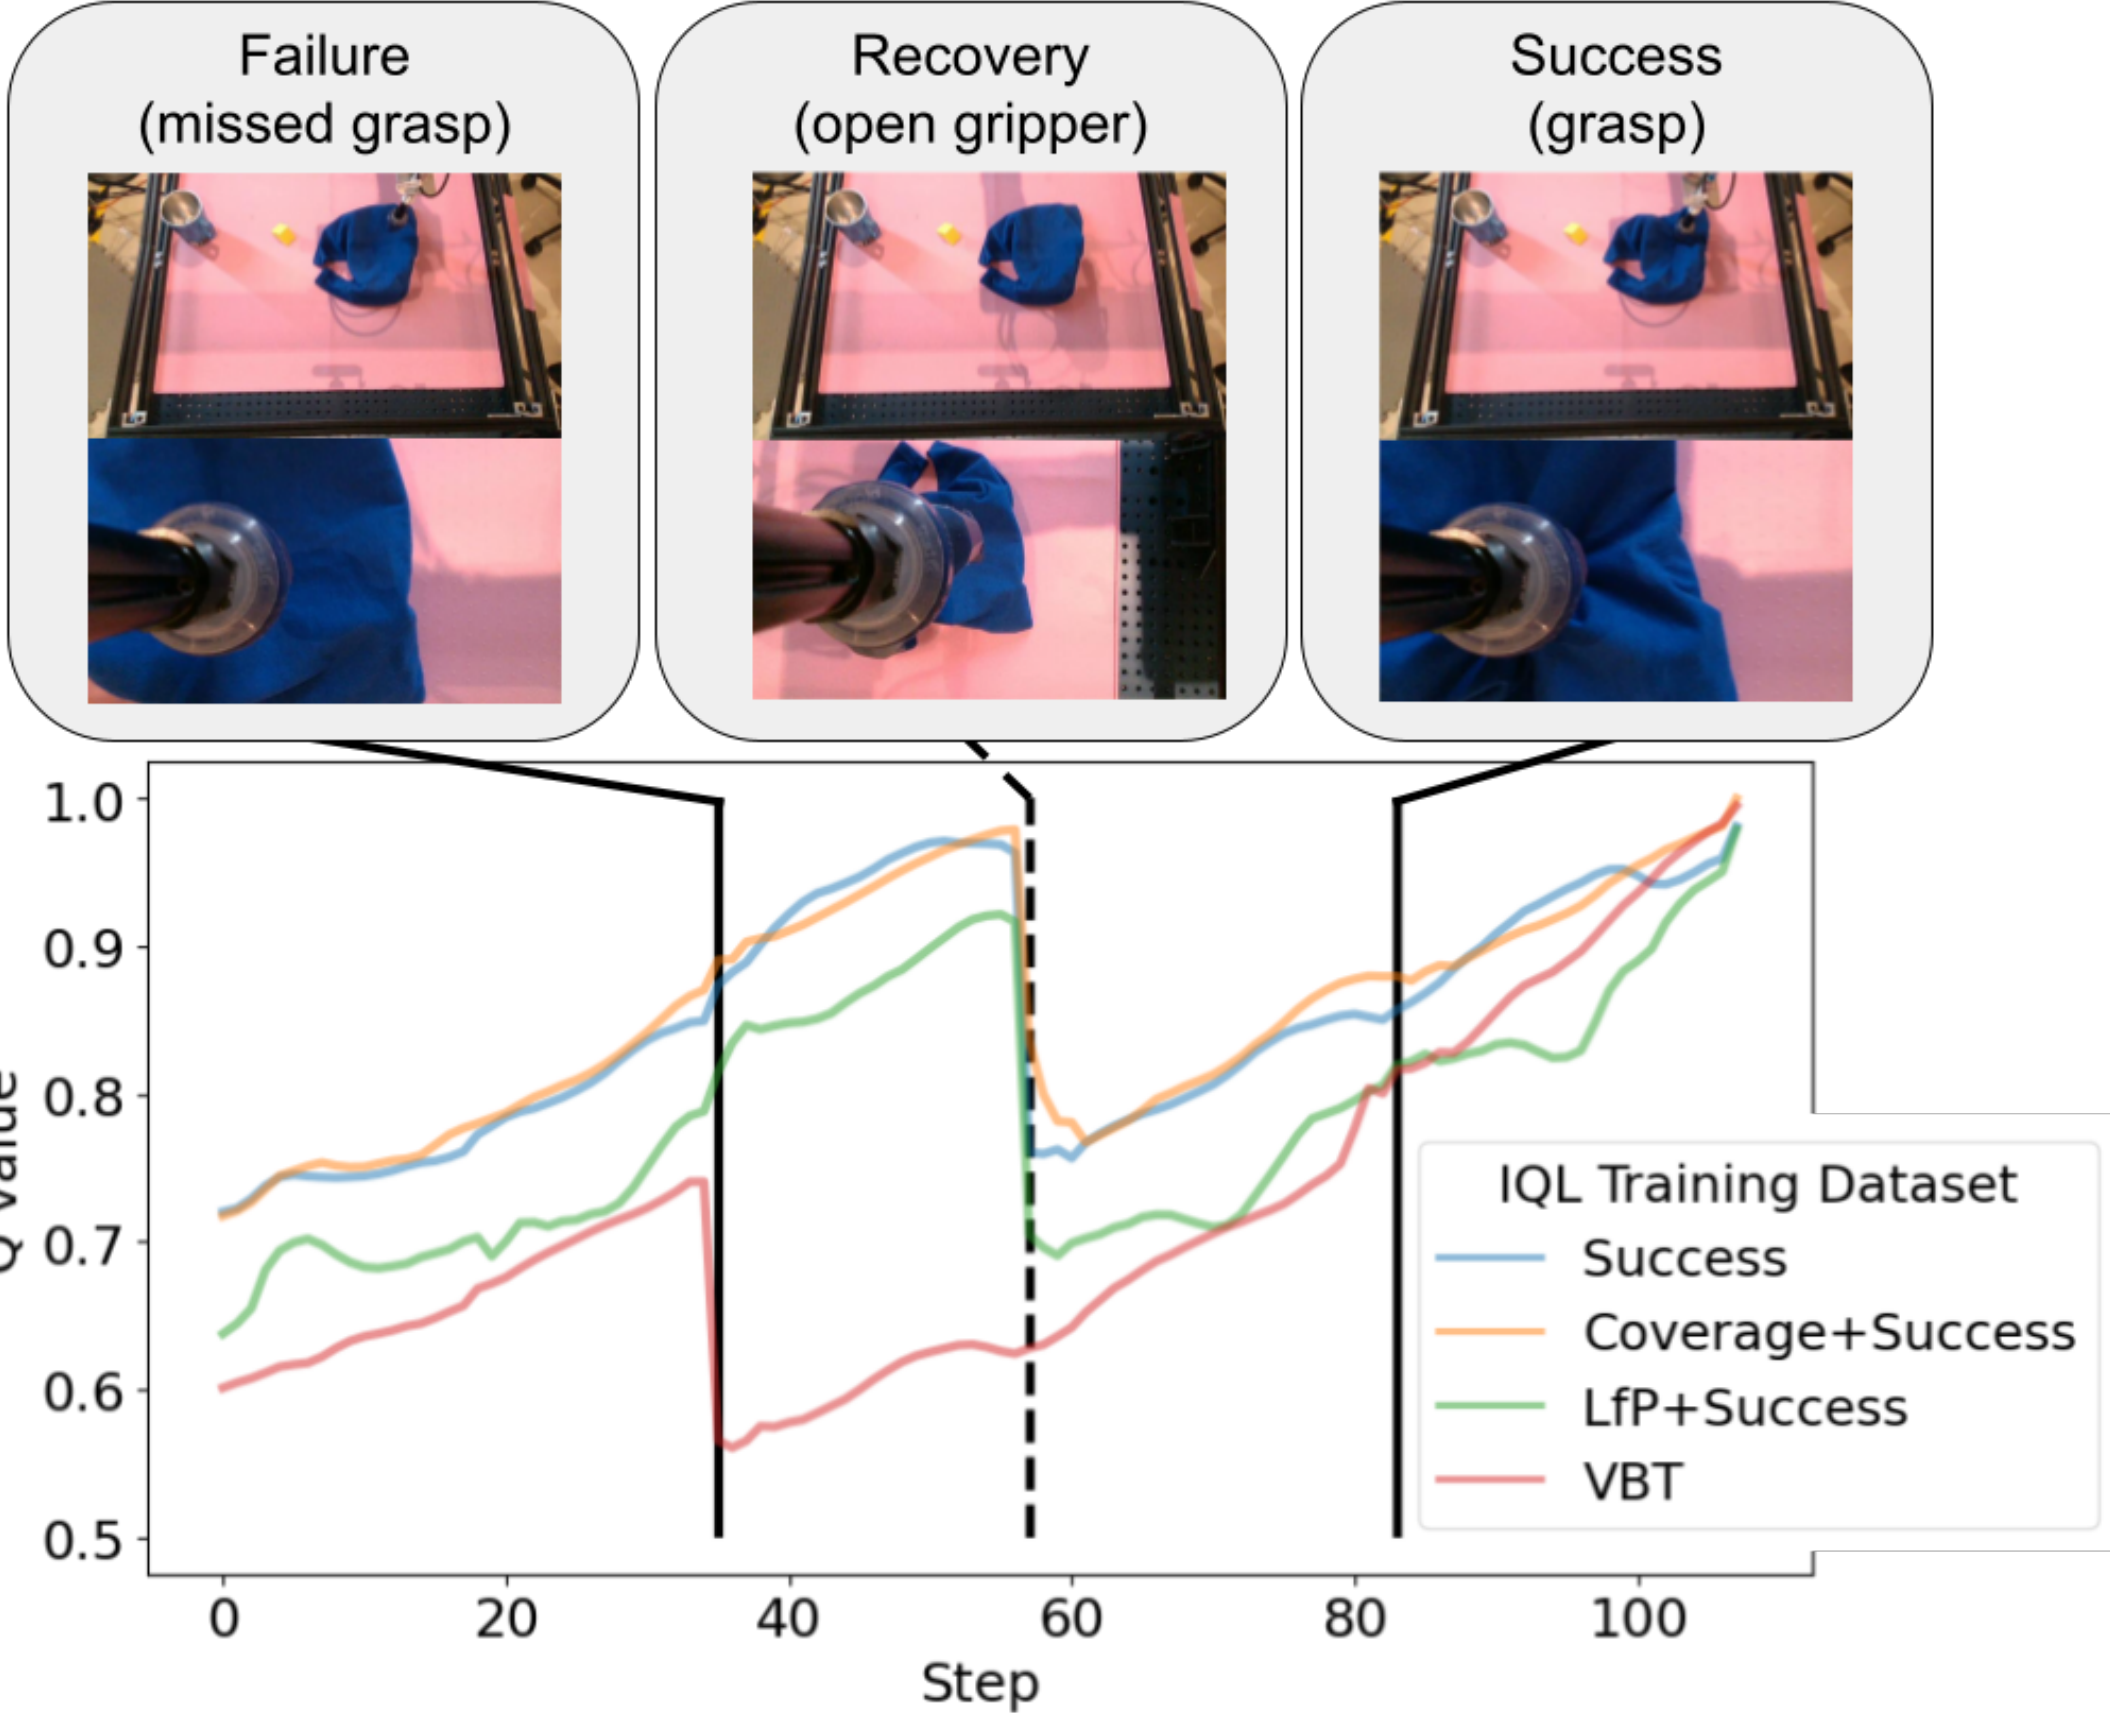 Failure
(missed grasp)
Recovery
(open gripper)
Success
(grasp)
1.0
0.9
0.8
0.7
0.6
0.5
0
20
40
60
80
100
Step
IQL Training Dataset
Success
Coverage+Success
LfP+Success
VBT